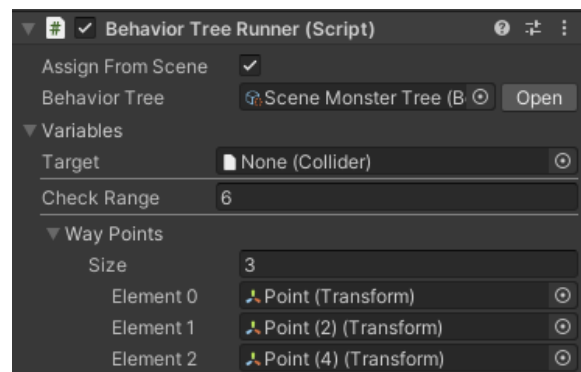 Behavior Tree Runner (Script)
Assign From Scene
Behavior Tree Scene Monster Tree (B Open
Variables
Target None (Collider)
Check Range 6
Way Points
Size 3
Element 0 Point (Transform)
Element 1 Point (2) (Transform)
Element 2 Point (4) (Transform)